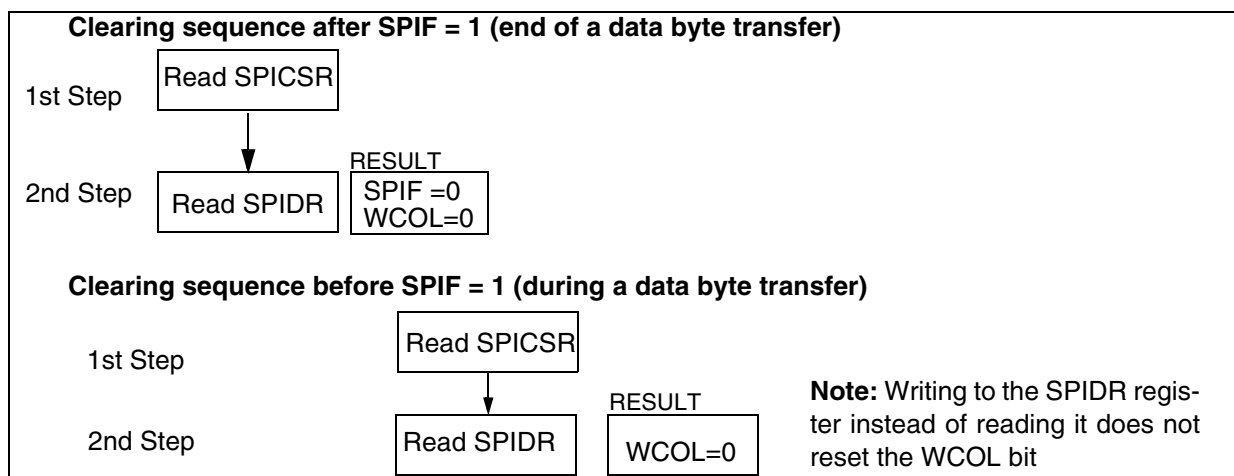 Clearing sequence after SPIF = 1 (end of a data byte transfer)
1st Step
Read SPICSR
2nd Step
Read SPIDR
RESULT
SPIF =0
WCOL=0
Clearing sequence before SPIF = 1 (during a data byte transfer)
1st Step
Read SPICSR
2nd Step
Read SPIDR
RESULT
WCOL=0
Note: Writing to the SPIDR regis-
ter instead of reading it does not
reset the WCOL bit